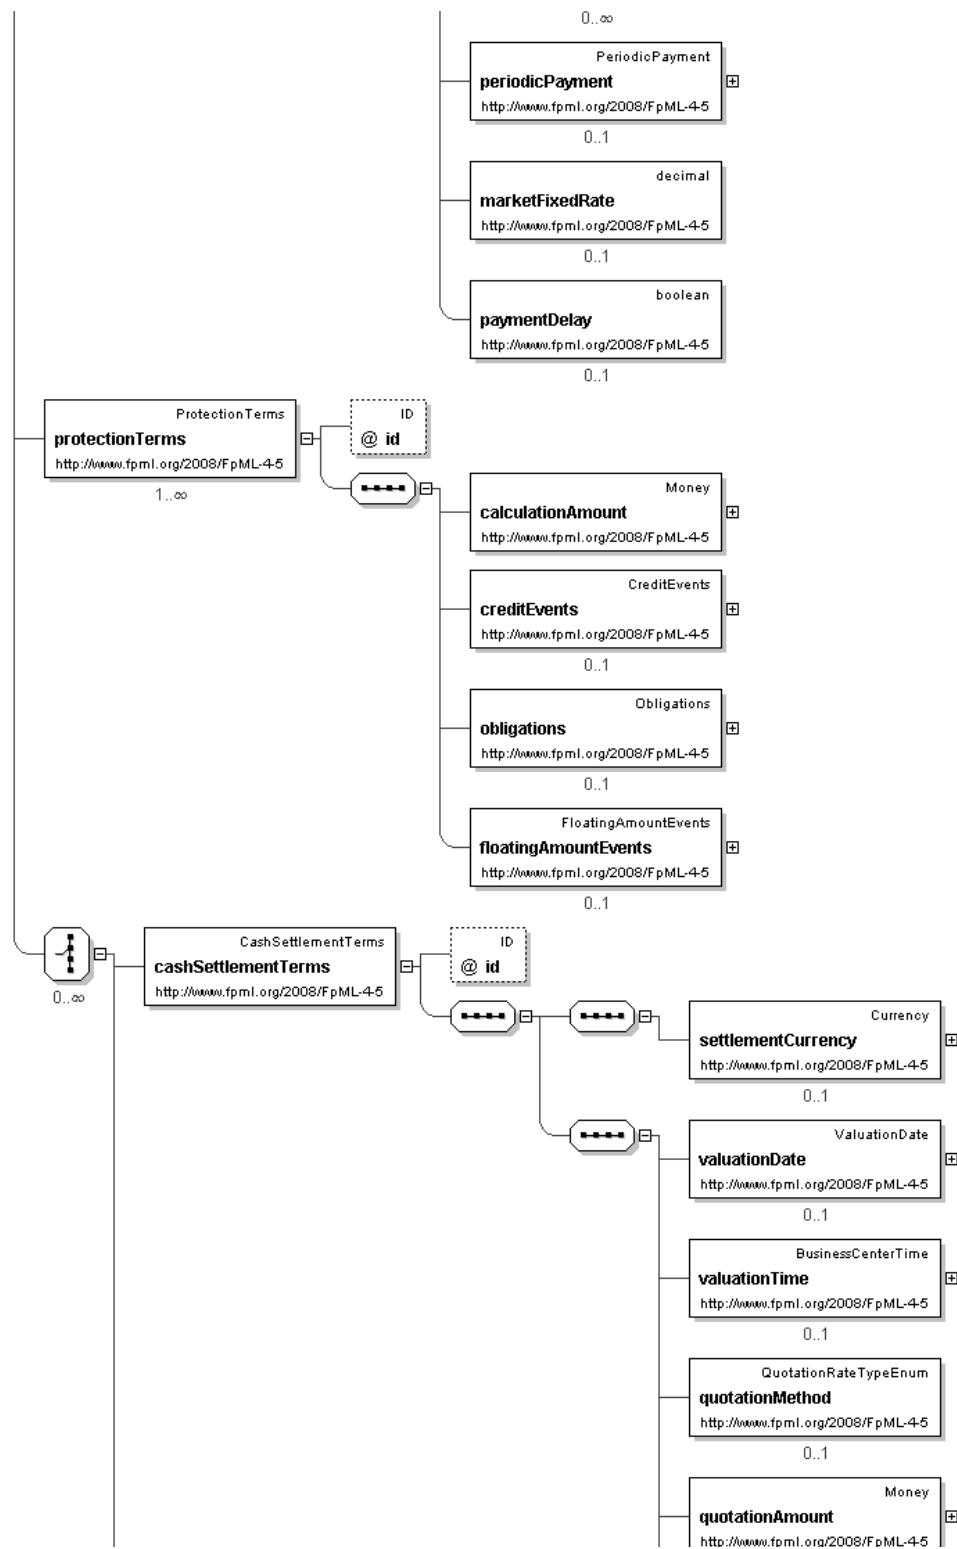 0..∞
PeriodicPayment
periodicPayment
http://www.fpml.org/2008/FpML-4-5
0..1
decimal
marketFixedRate
http://www.fpml.org/2008/FpML-4-5
0..1
boolean
paymentDelay
http://www.fpml.org/2008/FpML-4-5
0..1
ProtectionTerms
protectionTerms
http://www.fpml.org/2008/FpML-4-5
1..∞
ID
@ id
Money
calculationAmount
http://www.fpml.org/2008/FpML-4-5
CreditEvents
creditEvents
http://www.fpml.org/2008/FpML-4-5
0..1
Obligations
obligations
http://www.fpml.org/2008/FpML-4-5
0..1
FloatingAmountEvents
floatingAmountEvents
http://www.fpml.org/2008/FpML-4-5
0..1
0..∞
CashSettlementTerms
cashSettlementTerms
http://www.fpml.org/2008/FpML-4-5
ID
@ id
Currency
settlementCurrency
http://www.fpml.org/2008/FpML-4-5
0..1
ValuationDate
valuationDate
http://www.fpml.org/2008/FpML-4-5
0..1
BusinessCenterTime
valuationTime
http://www.fpml.org/2008/FpML-4-5
0..1
QuotationRateTypeEnum
quotationMethod
http://www.fpml.org/2008/FpML-4-5
0..1
Money
quotationAmount
http://www.fpml.org/2008/FpML-4-5